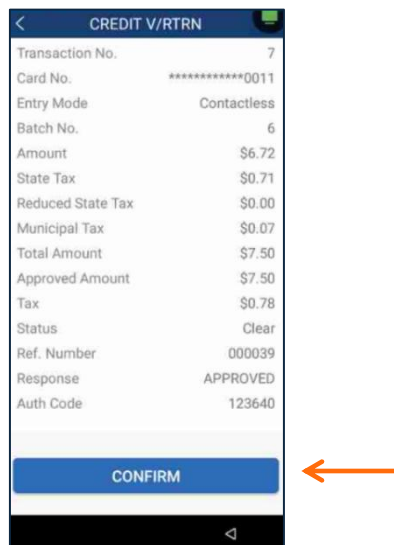 CREDIT V/RTRN
Transaction No. 7
Card No. ************0011
Entry Mode Contactless
Batch No. 6
Amount $6.72
State Tax $0.71
Reduced State Tax $0.00
Municipal Tax $0.07
Total Amount $7.50
Approved Amount $7.50
Tax $0.78
Status Clear
Ref. Number 000039
Response APPROVED
Auth Code 123640
CONFIRM